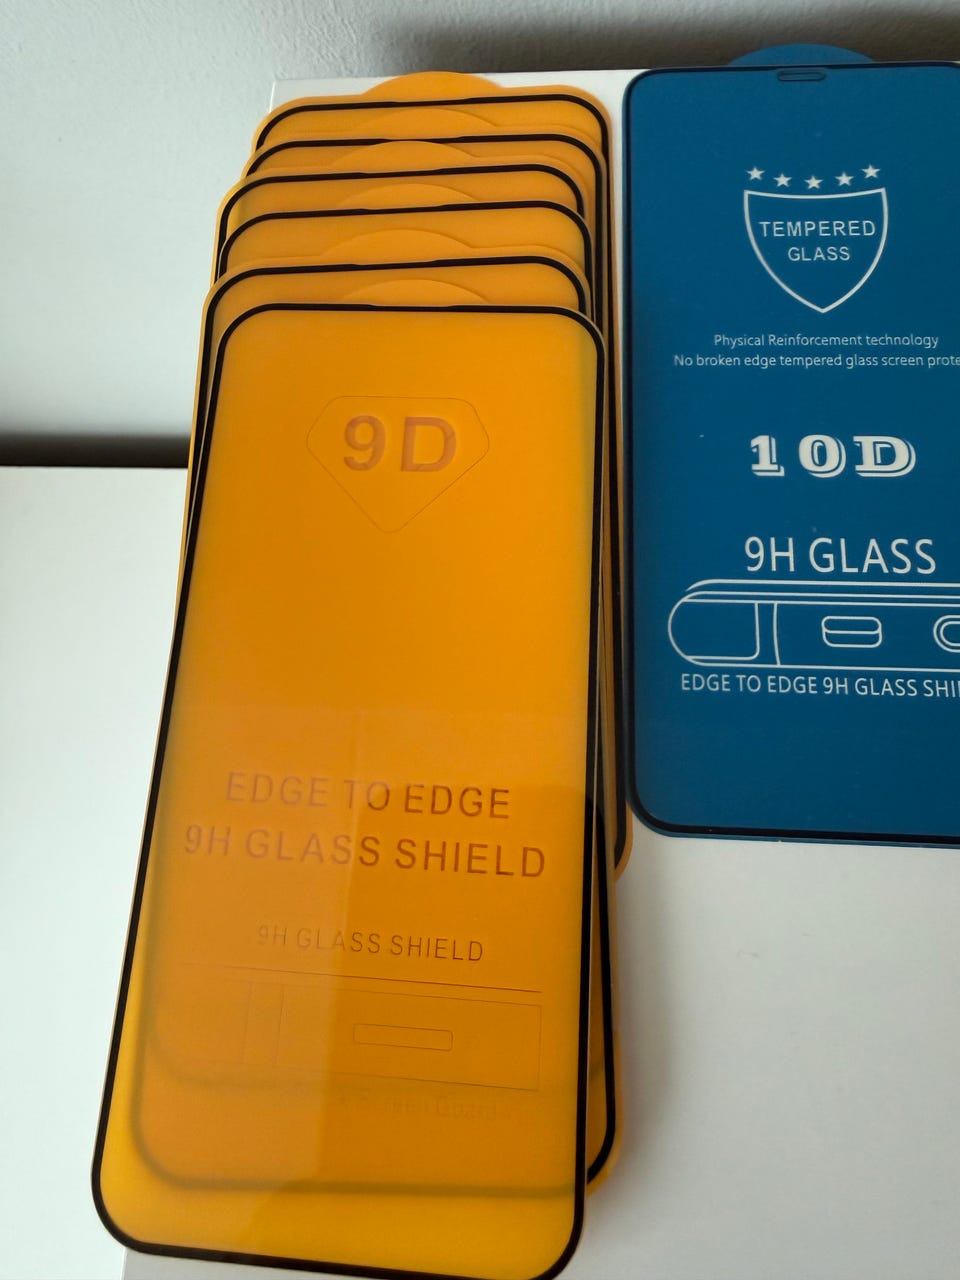 9D
EDGE TO EDGE
9H GLASS SHIELD
9H GLASS SHIELD
TEMPERED
GLASS
Physical Reinforcement technology
No broken edge tempered glass screen prote
10D
9H GLASS
EDGE TO EDGE 9H GLASS SHI